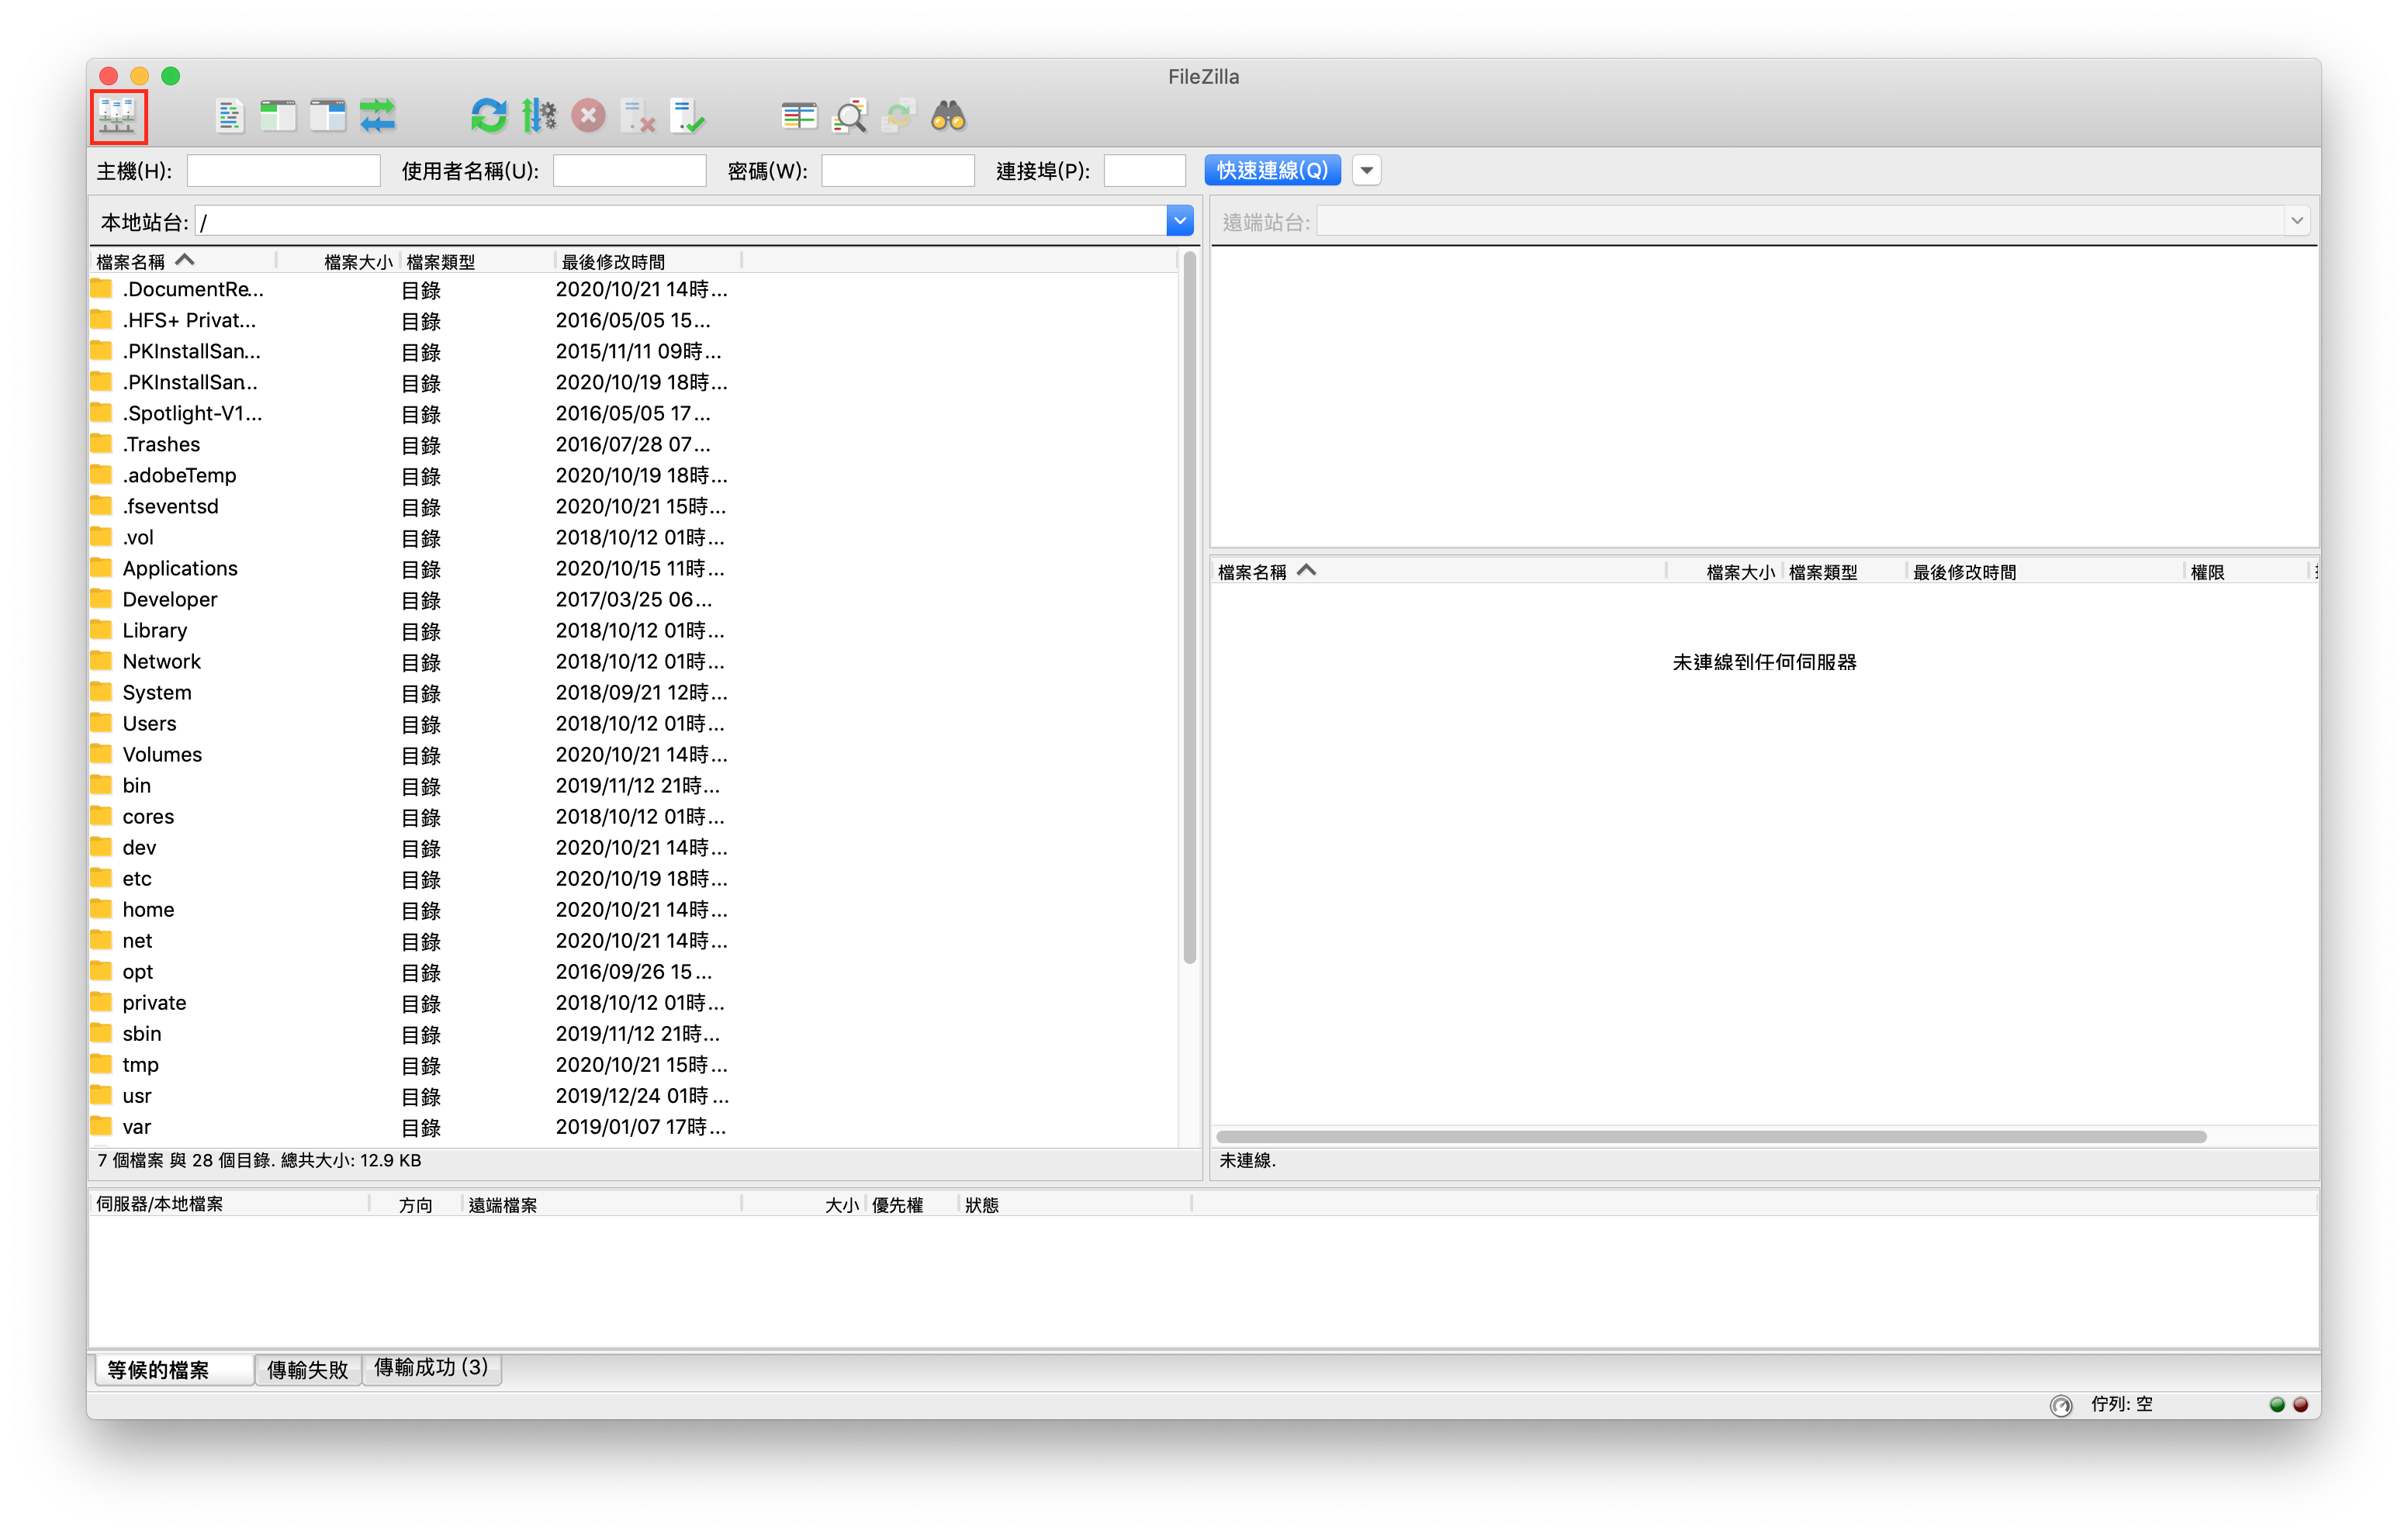 FileZilla
主機(H): 使用者名稱(U): 密碼(W): 連接埠(P): 快速連線(Q)
本地站台: /
檔案名稱 檔案大小 檔案類型 最後修改時間
.DocumentRe... 目錄 2020/10/21 14時...
.HFS+ Privat... 目錄 2016/05/05 15...
.PKInstallSan... 目錄 2015/11/11 09時...
.PKInstallSan... 目錄 2020/10/19 18時...
.Spotlight-V1... 目錄 2016/05/05 17...
.Trashes 目錄 2016/07/28 07...
.adobeTemp 目錄 2020/10/19 18時...
.fseventsd 目錄 2020/10/21 15時...
.vol 目錄 2018/10/12 01時...
Applications 目錄 2020/10/15 11時...
Developer 目錄 2017/03/25 06...
Library 目錄 2018/10/12 01時...
Network 目錄 2018/10/12 01時...
System 目錄 2018/09/21 12時...
Users 目錄 2018/10/12 01時...
Volumes 目錄 2020/10/21 14時...
bin 目錄 2019/11/12 21時...
cores 目錄 2018/10/12 01時...
dev 目錄 2020/10/21 14時...
etc 目錄 2020/10/19 18時...
home 目錄 2020/10/21 14時...
net 目錄 2020/10/21 14時...
opt 目錄 2016/09/26 15...
private 目錄 2018/10/12 01時...
sbin 目錄 2019/11/12 21時...
tmp 目錄 2020/10/21 15時...
usr 目錄 2019/12/24 01時...
var 目錄 2019/01/07 17時...
7 個檔案 與 28 個目錄. 總共大小: 12.9 KB
遠端站台:
檔案名稱 檔案大小 檔案類型 最後修改時間 權限
未連線到任何伺服器
未連線.
伺服器/本地檔案 方向 遠端檔案 大小 優先權 狀態
等候的檔案 傳輸失敗 傳輸成功 (3)
佇列: 空